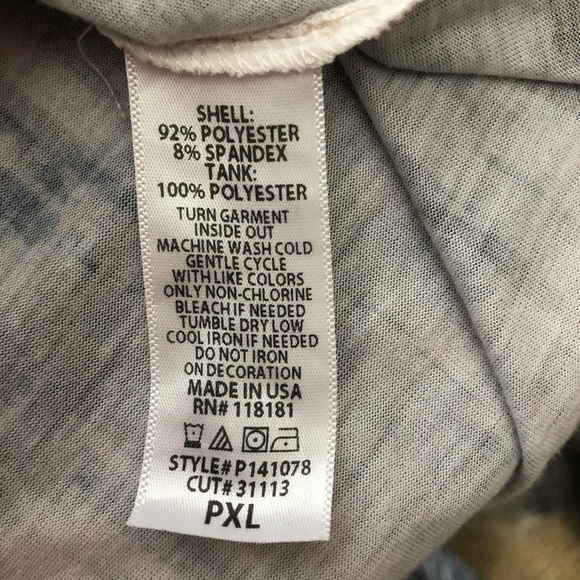 SHELL:
92% POLYESTER
8% SPANDEX
TANK:
100% POLYESTER
TURN GARMENT
INSIDE OUT
MACHINE WASH COLD
GENTLE CYCLE
WITH LIKE COLORS
ONLY NON-CHLORINE
BLEACH IF NEEDED
TUMBLE DRY LOW
COOL IRON IF NEEDED
DO NOT IRON
ON DECORATION
MADE IN USA
RN# 118181
STYLE# P141078
CUT# 31113
PXL